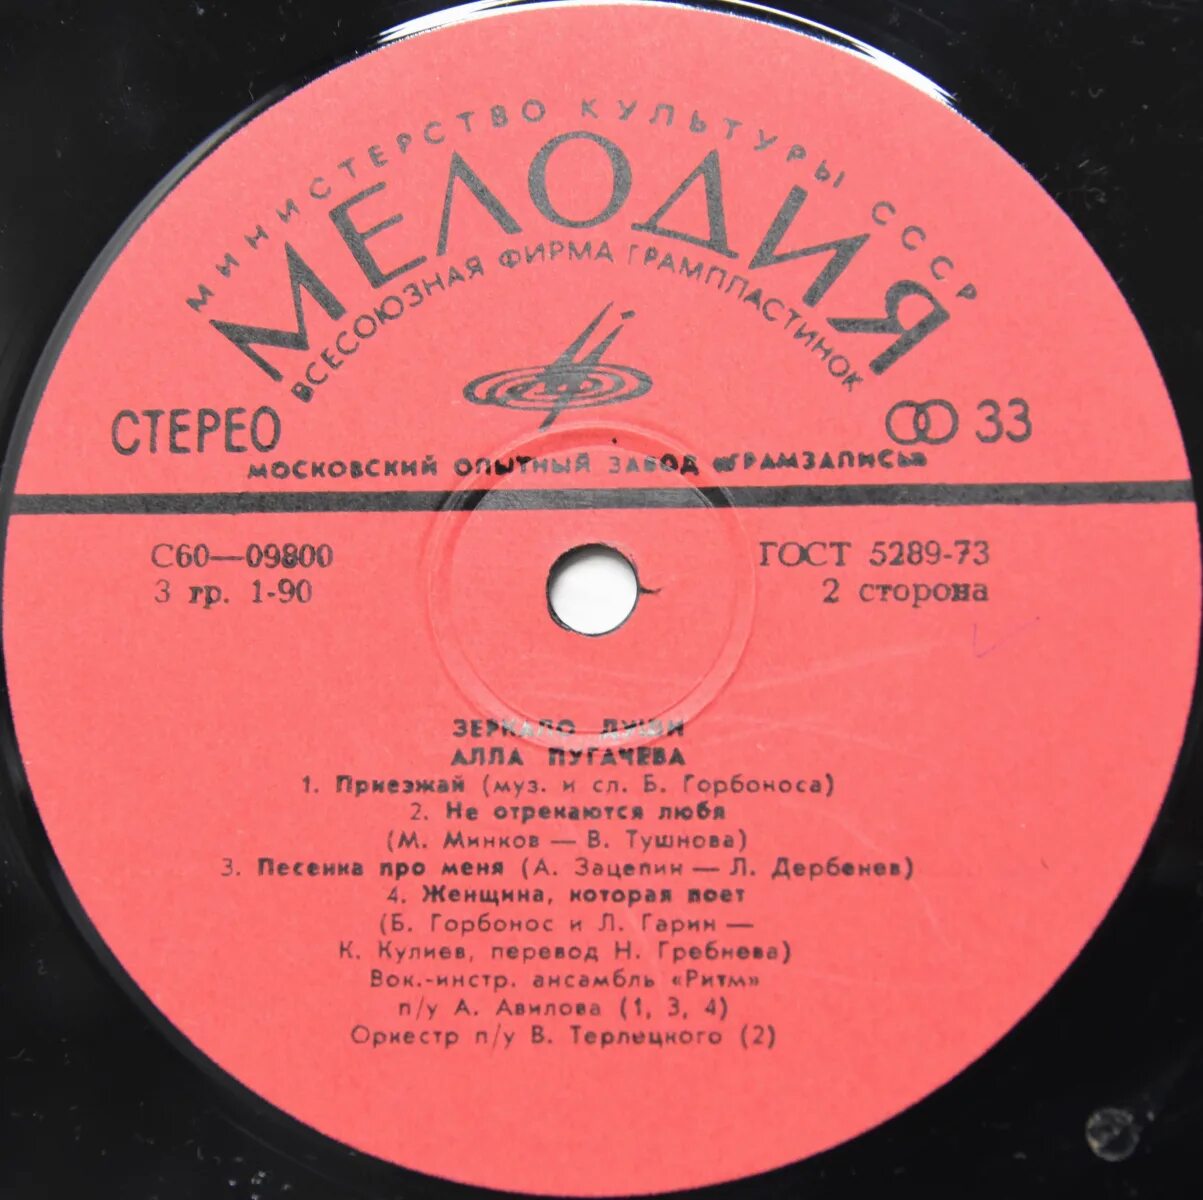 МИНИСТЕРСТВО КУЛЬТУРЫ СССР
МЕЛОДИЯ
ВСЕСОЮЗНАЯ ФИРМА ГРАМПЛАСТИНОК
СТЕРЕО 33
МОСКОВСКИЙ ОПЫТНЫЙ ЗАВОД «ГРАМЗАПИСЬ»
С60—09800 ГОСТ 5289-73
3 гр. 1-90 2 сторона
ЗЕРКАЛО ДУШИ
АЛЛА ПУГАЧЕВА
1. Приезжай (муз. и сл. Б. Горбоноса)
2. Не отрекаются любя
(М. Минков — В. Тушнова)
3. Песенка про меня (А. Зацепин — Л. Дербенев)
4. Женщина, которая поет
(Б. Горбонос и Л. Гарин —
К. Кулиев, перевод Н. Гребнева)
Вок.-инстр. ансамбль «Ритм»
п/у А. Авилова (1, 3, 4)
Оркестр п/у В. Терлецкого (2)